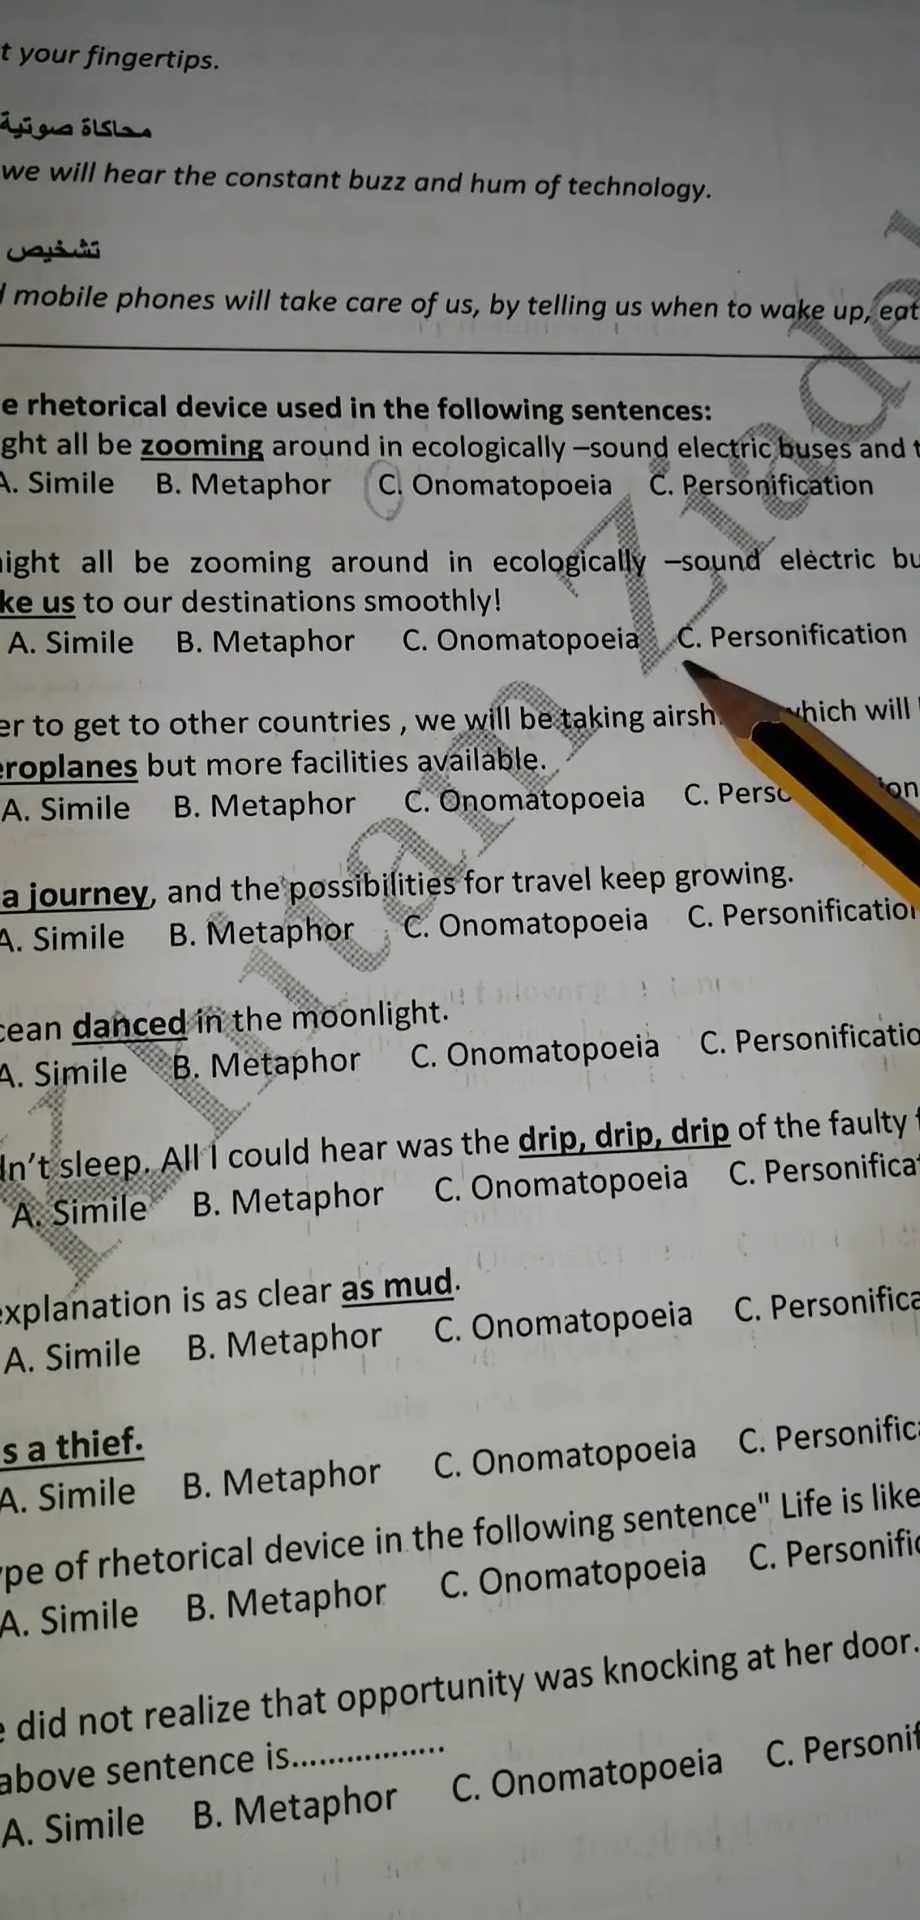 t your fingertips.
محاكاة صوتية
we will hear the constant buzz and hum of technology.
تشخيص
mobile phones will take care of us, by telling us when to wake up, eat
e rhetorical device used in the following sentences:
ght all be zooming around in ecologically –sound electric buses and t
A. Simile B. Metaphor C. Onomatopoeia C. Personification
ight all be zooming around in ecologically –sound electric bu
ke us to our destinations smoothly!
A. Simile B. Metaphor C. Onomatopoeia C. Personification
er to get to other countries , we will be taking airsh which will
eroplanes but more facilities available.
A. Simile B. Metaphor C. Onomatopoeia C. Perso on
a journey, and the possibilities for travel keep growing.
A. Simile B. Metaphor C. Onomatopoeia C. Personification
cean danced in the moonlight.
A. Simile B. Metaphor C. Onomatopoeia C. Personificatio
dn't sleep. All I could hear was the drip, drip, drip of the faulty
A. Simile B. Metaphor C. Onomatopoeia C. Personifica
explanation is as clear as mud.
A. Simile B. Metaphor C. Onomatopoeia C. Personifica
s a thief.
A. Simile B. Metaphor C. Onomatopoeia C. Personific
ype of rhetorical device in the following sentence" Life is like
A. Simile B. Metaphor C. Onomatopoeia C. Personific
e did not realize that opportunity was knocking at her door.
above sentence is.................
A. Simile B. Metaphor C. Onomatopoeia C. Personif